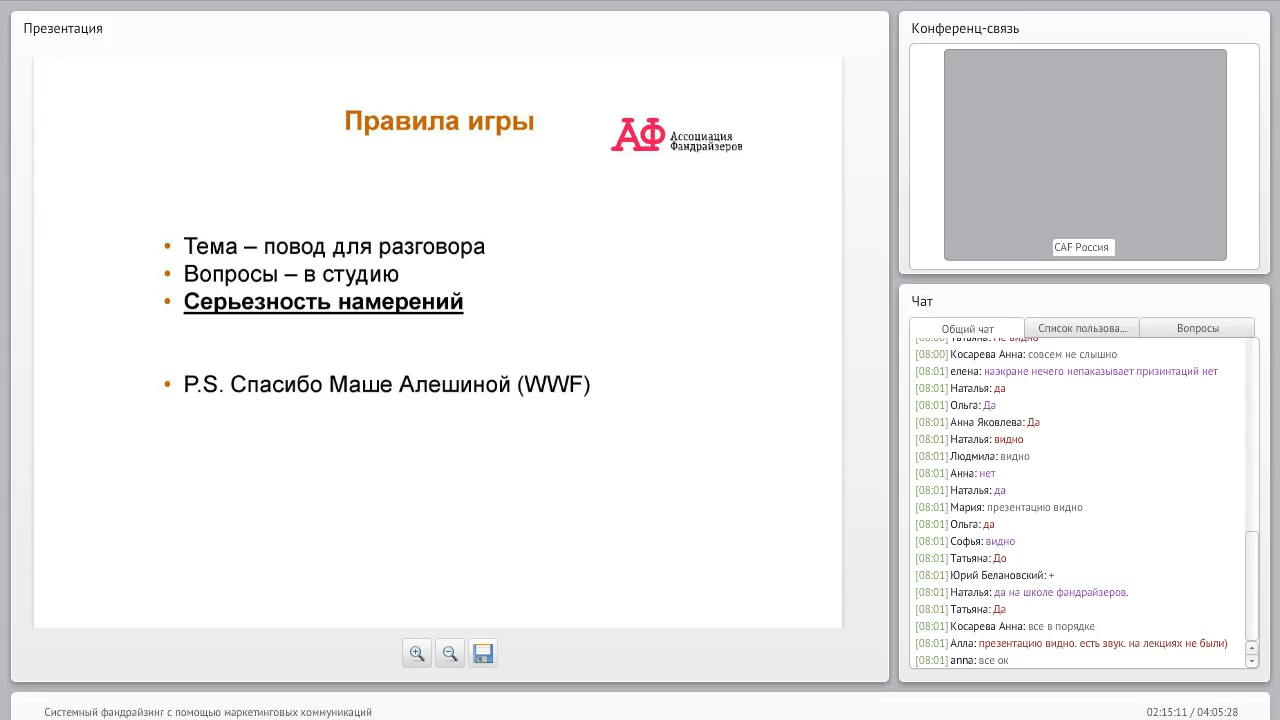 Презентация
Правила игры
АФ Ассоциация
Фандрайзеров
• Тема – повод для разговора
• Вопросы – в студию
• Серьезность намерений
• P.S. Спасибо Маше Алешиной (WWF)
Конференц-связь
CAF Россия
Чат
Общий чат
Список пользова...
Вопросы
[08:00] Татьяна: Не видно
[08:00] Косарева Анна: совсем не слышно
[08:01] елена: наэкране нечего непаказывает призинтаций нет
[08:01] Наталья: да
[08:01] Ольга: Да
[08:01] Анна Яковлева: Да
[08:01] Наталья: видно
[08:01] Людмила: видно
[08:01] Анна: нет
[08:01] Наталья: да
[08:01] Мария: презентацию видно
[08:01] Ольга: да
[08:01] Софья: видно
[08:01] Татьяна: До
[08:01] Юрий Белановский: +
[08:01] Наталья: да на школе фандрайзеров.
[08:01] Татьяна: Да
[08:01] Косарева Анна: все в порядке
[08:01] Алла: презентацию видно. есть звук. на лекциях не были)
[08:01] anna: все ок
Системный фандрайзинг с помощью маркетинговых коммуникаций
02:15:11 / 04:05:28